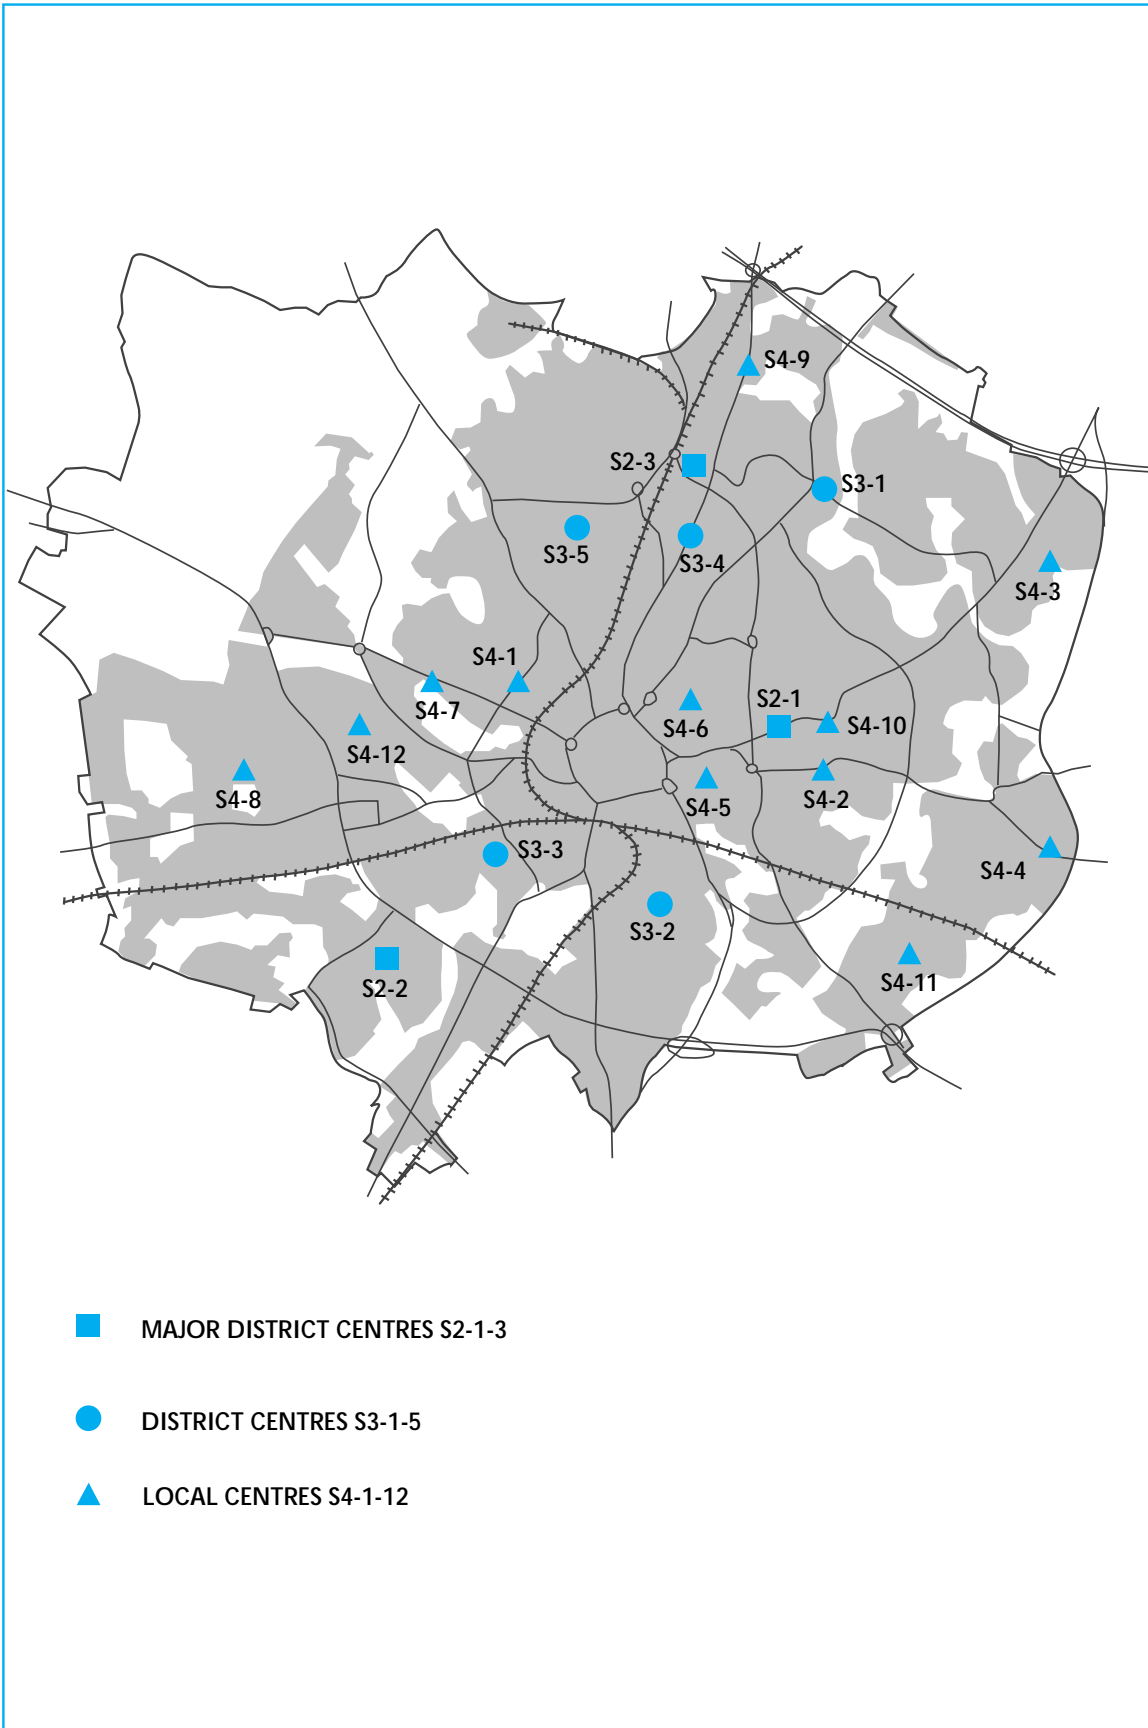 S4-9
S2-3
S3-1
S3-5
S3-4
S4-3
S4-1
S4-7
S4-6
S2-1
S4-10
S4-12
S4-8
S4-5
S4-2
S3-3
S4-4
S3-2
S2-2
S4-11
MAJOR DISTRICT CENTRES S2-1-3
DISTRICT CENTRES S3-1-5
LOCAL CENTRES S4-1-12